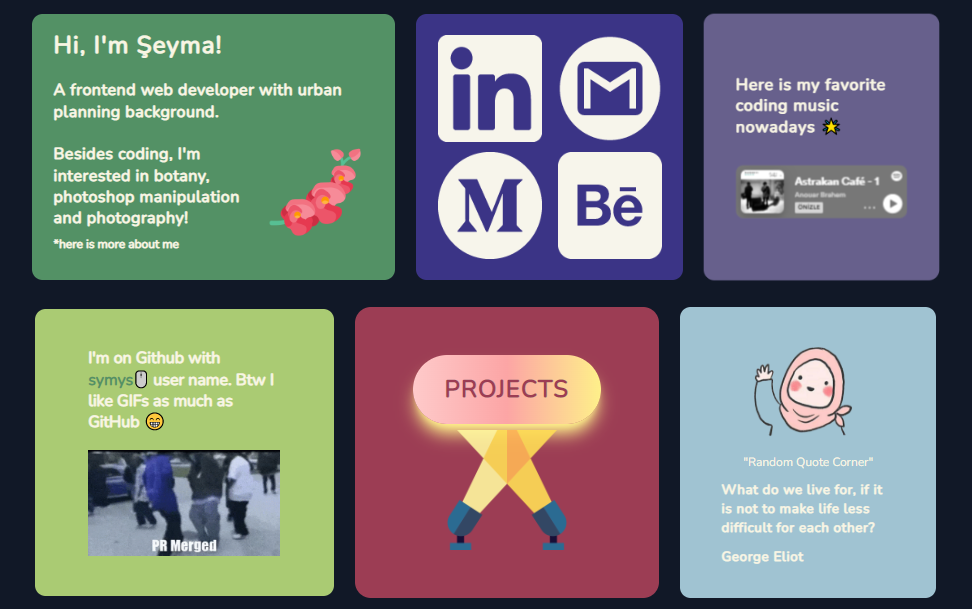 Hi, I'm Şeyma!
A frontend web developer with urban
planning background.
Besides coding, I'm
interested in botany,
photoshop manipulation
and photography!
*here is more about me
in
M
Bē
Here is my favorite
coding music
nowadays 🌟
Astrakan Café - 1
Anouar Brahem
ÖNİZLE
I'm on Github with
symys🖱 user name. Btw I
like GIFs as much as
GitHub 😁
PR Merged
PROJECTS
"Random Quote Corner"
What do we live for, if it
is not to make life less
difficult for each other?
George Eliot